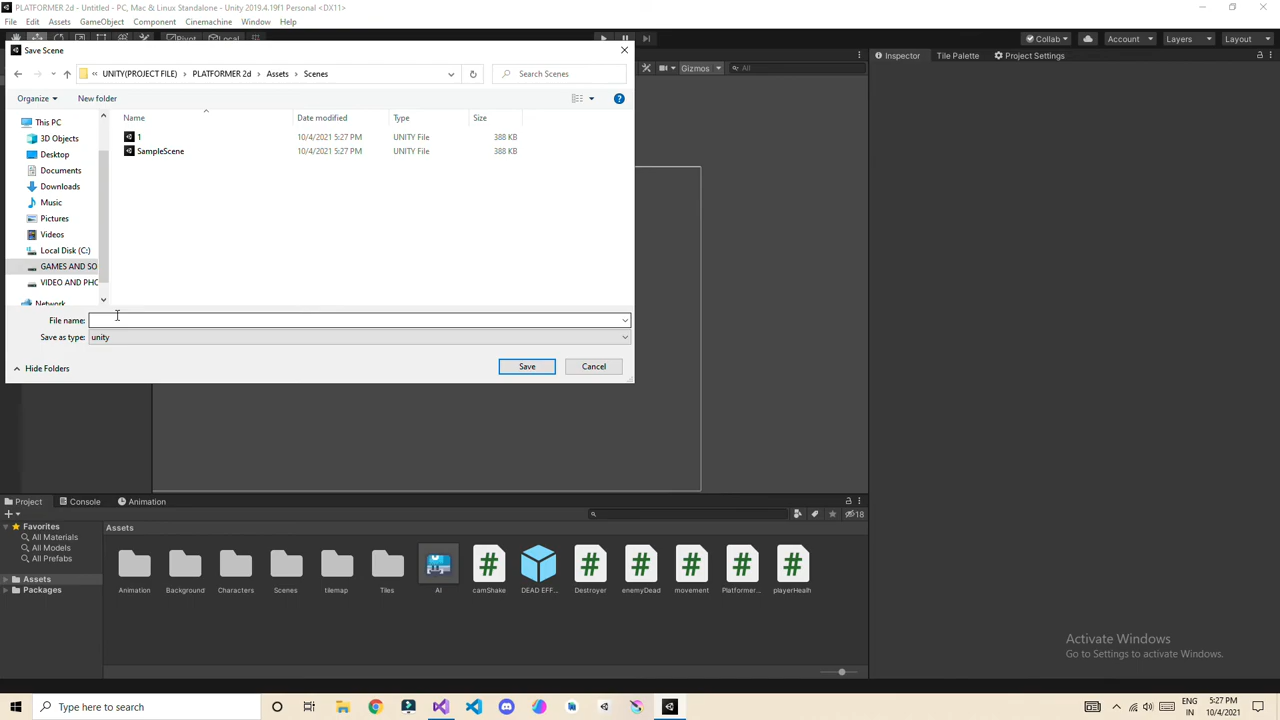 PLATFORMER 2d - Untitled - PC, Mac & Linux Standalone - Unity 2019.4.19f1 Personal <DX11>
File Edit Assets GameObject Component Cinemachine Window Help
Pivot Local Collab Account Layers Layout
Save Scene
UNITY(PROJECT FILE) PLATFORMER 2d Assets Scenes Search Scenes
Gizmos All
Inspector Tile Palette Project Settings
Organize New folder
Name Date modified Type Size
1 10/4/2021 5:27 PM UNITY File 388 KB
SampleScene 10/4/2021 5:27 PM UNITY File 388 KB
This PC
3D Objects
Desktop
Documents
Downloads
Music
Pictures
Videos
Local Disk (C:)
GAMES AND SO
VIDEO AND PHO
Network
File name:
Save as type: unity
Hide Folders Save Cancel
Project Console Animation
18
Favorites
All Materials
All Models
All Prefabs
Assets
Packages
Assets
Animation Background Characters Scenes tilemap Tiles AI camShake DEAD EFF... Destroyer enemyDead movement Platformer... playerHealh
Activate Windows
Go to Settings to activate Windows.
Type here to search
ENG
IN
5:27 PM
10/4/2021